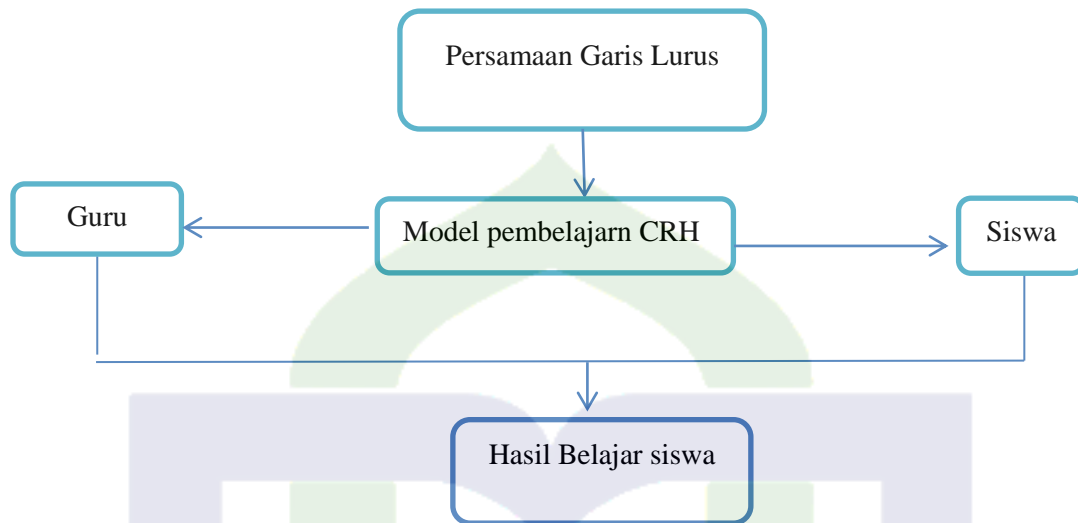 Persamaan Garis Lurus
Guru
Model pembelajarn CRH
Siswa
Hasil Belajar siswa